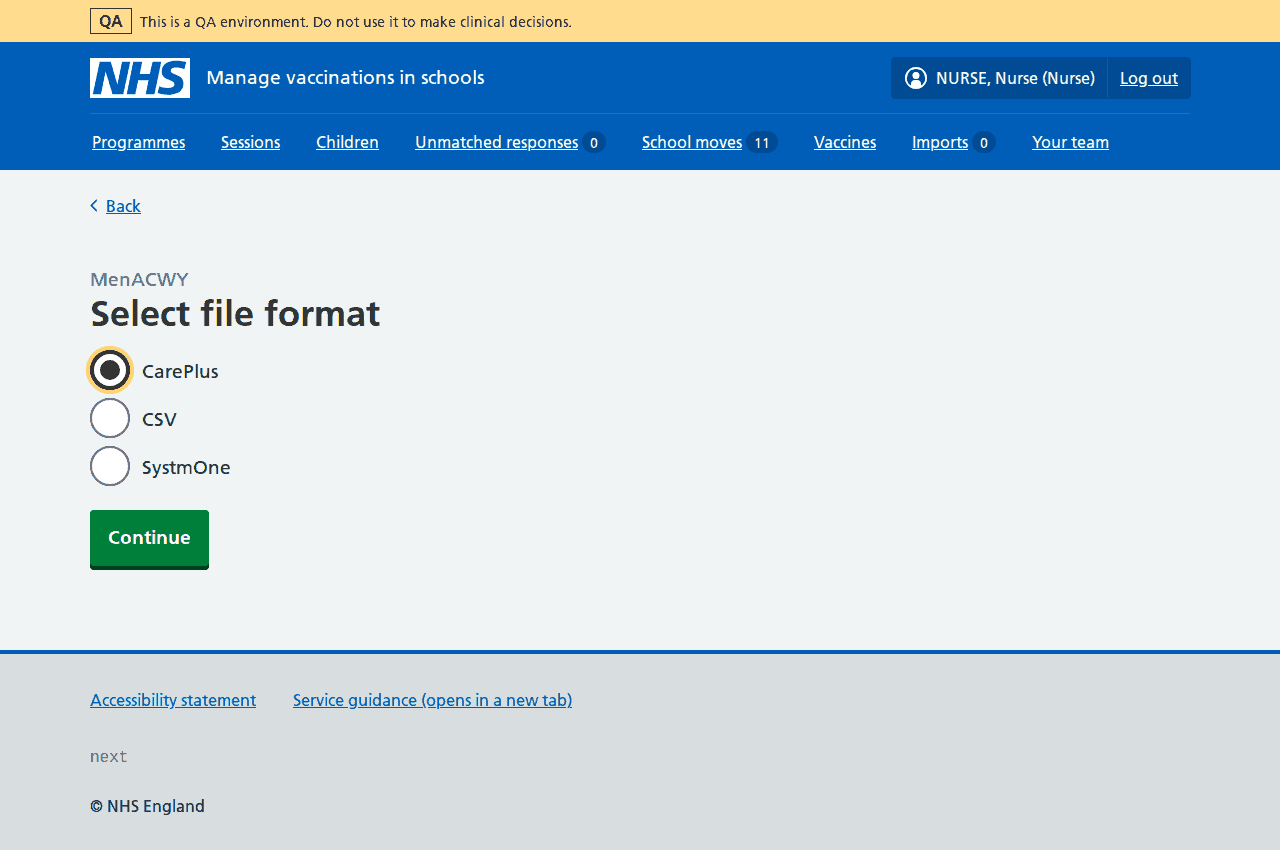 QA This is a QA environment. Do not use it to make clinical decisions.
NHS Manage vaccinations in schools NURSE, Nurse (Nurse) Log out
Programmes Sessions Children Unmatched responses 0 School moves 11 Vaccines Imports 0 Your team
Back
MenACWY
Select file format
CarePlus
CSV
SystmOne
Continue
Accessibility statement Service guidance (opens in a new tab)
next
© NHS England